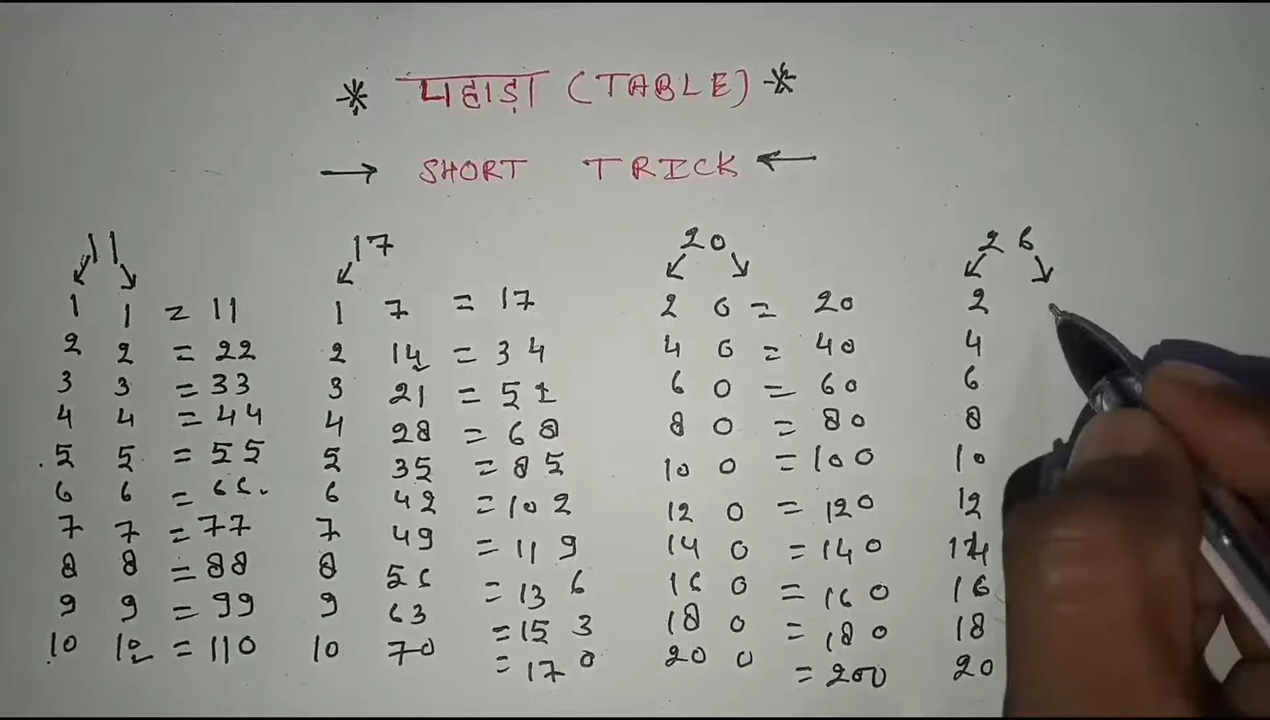 * पहाड़ा (TABLE) *
→ SHORT TRICK ←
11 17 20 26
1 1 = 11 1 7 = 17 2 0 = 20 2
2 2 = 22 2 14 = 34 4 0 = 40 4
3 3 = 33 3 21 = 51 6 0 = 60 6
4 4 = 44 4 28 = 68 8 0 = 80 8
5 5 = 55 5 35 = 85 10 0 = 100 10
6 6 = 66. 6 42 = 102 12 0 = 120 12
7 7 = 77 7 49 = 119 14 0 = 140 14
8 8 = 88 8 56 = 136 16 0 = 160 16
9 9 = 99 9 63 = 153 18 0 = 180 18
10 10 = 110 10 70 = 170 20 0 = 200 20